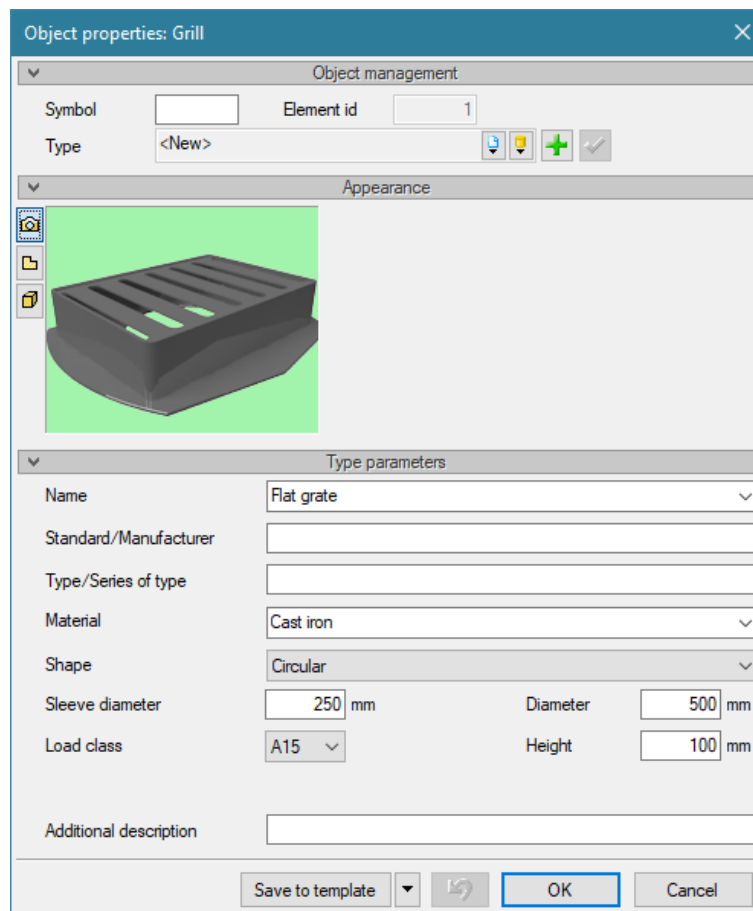 Object properties: Grill
Object management
Symbol Element id 1
Type <New>
Appearance
Type parameters
Name Flat grate
Standard/Manufacturer
Type/Series of type
Material Cast iron
Shape Circular
Sleeve diameter 250 mm Diameter 500 mm
Load class A15 Height 100 mm
Additional description
Save to template OK Cancel